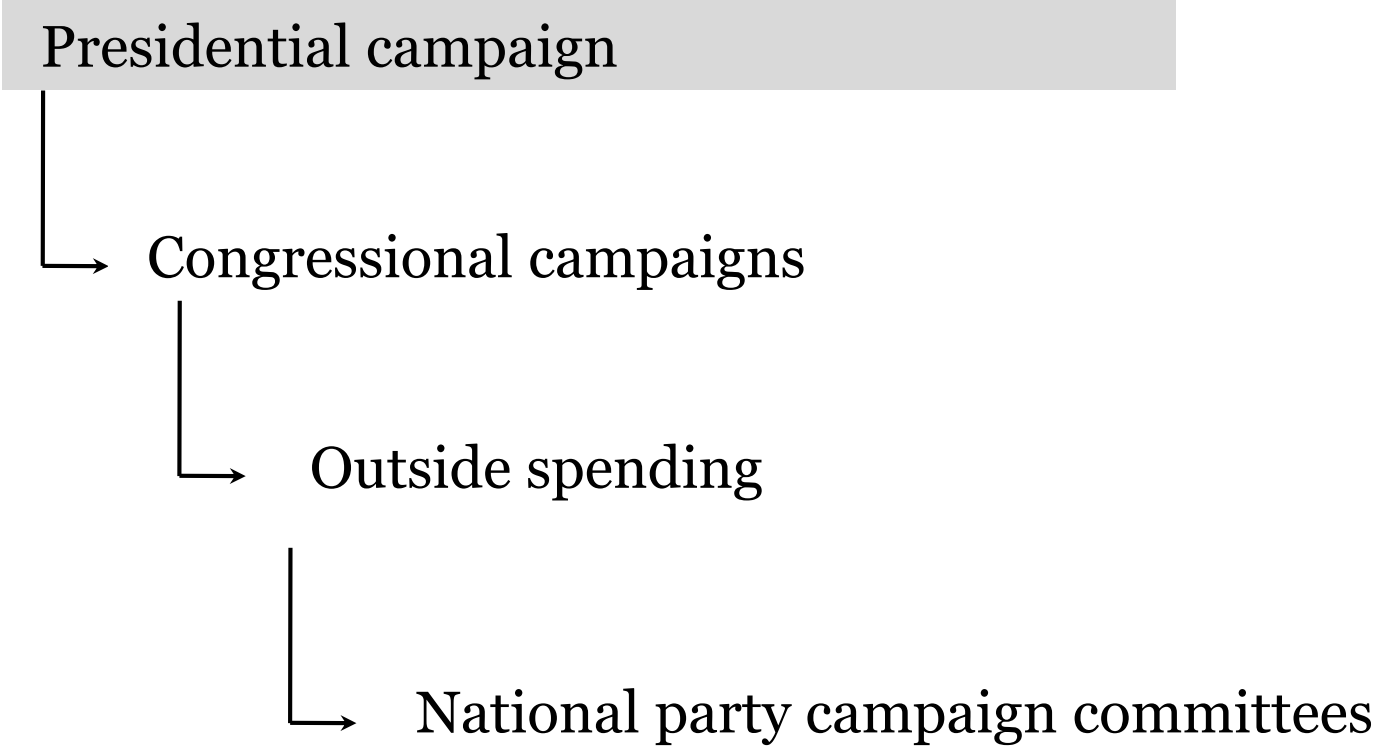 Presidential campaign
Congressional campaigns
Outside spending
National party campaign committees